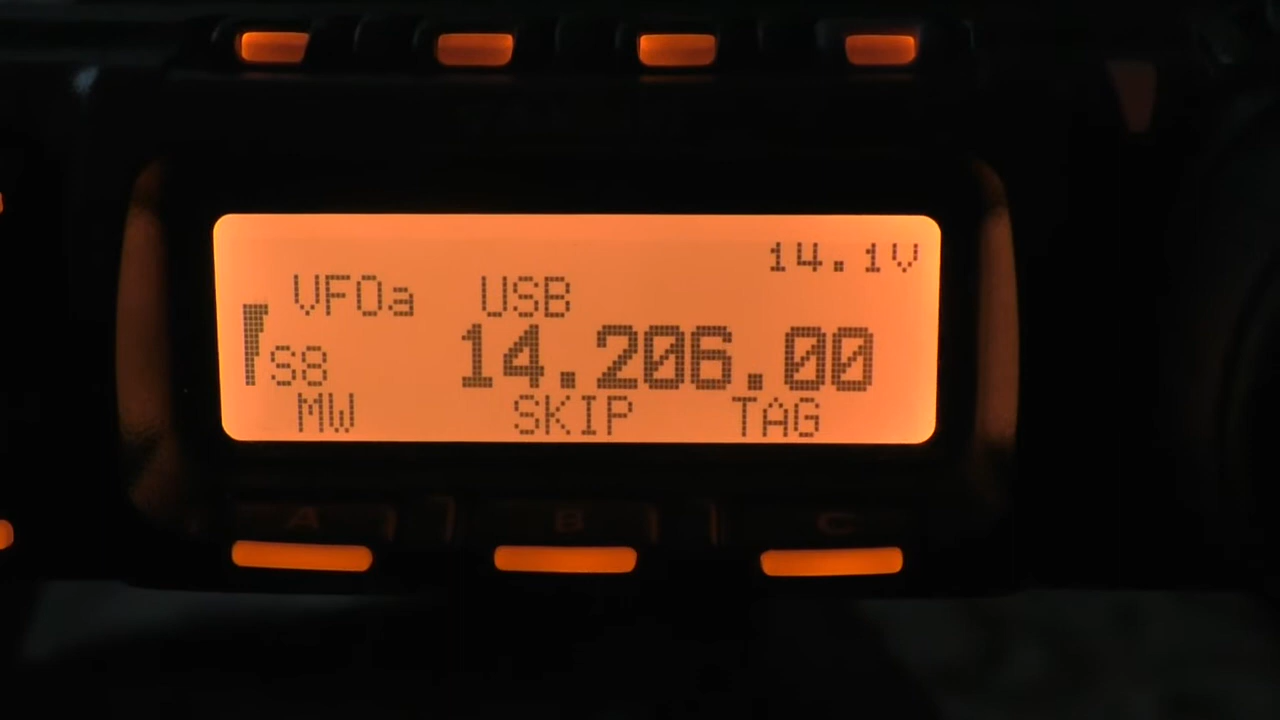 14.1V
VFOa USB
S8 14.206.00
MW SKIP TAG
A B C